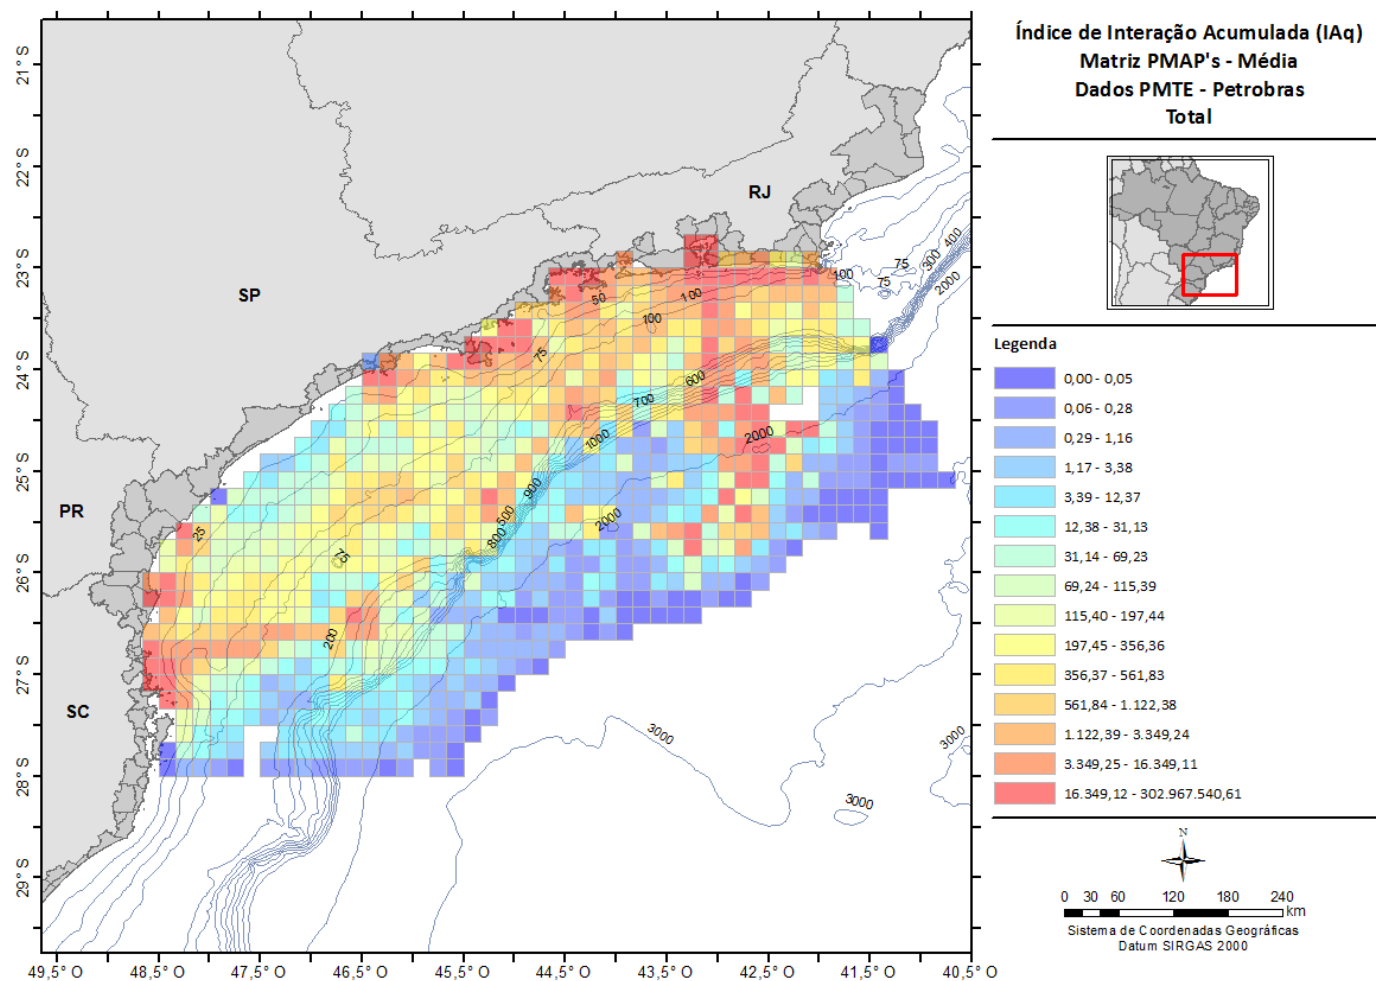 Índice de Interação Acumulada (IAq)
Matriz PMAP's - Média
Dados PMTE - Petrobras
Total
Legenda
0,00 - 0,05
0,06 - 0,28
0,29 - 1,16
1,17 - 3,38
3,39 - 12,37
12,38 - 31,13
31,14 - 69,23
69,24 - 115,39
115,40 - 197,44
197,45 - 356,36
356,37 - 561,83
561,84 - 1.122,38
1.122,39 - 3.349,24
3.349,25 - 16.349,11
16.349,12 - 302.967.540,61
N
0 30 60 120 180 240
km
Sistema de Coordenadas Geográficas
Datum SIRGAS 2000
21° S
22° S
23° S
24° S
25° S
26° S
27° S
28° S
29° S
49,5° O 48,5° O 47,5° O 46,5° O 45,5° O 44,5° O 43,5° O 42,5° O 41,5° O 40,5° O
RJ
SP
PR
SC
400
300
75
75
2000
100
100
50
100
75
600
700
1000
2000
900
500
800
2000
25
75
200
3000
3000
3000